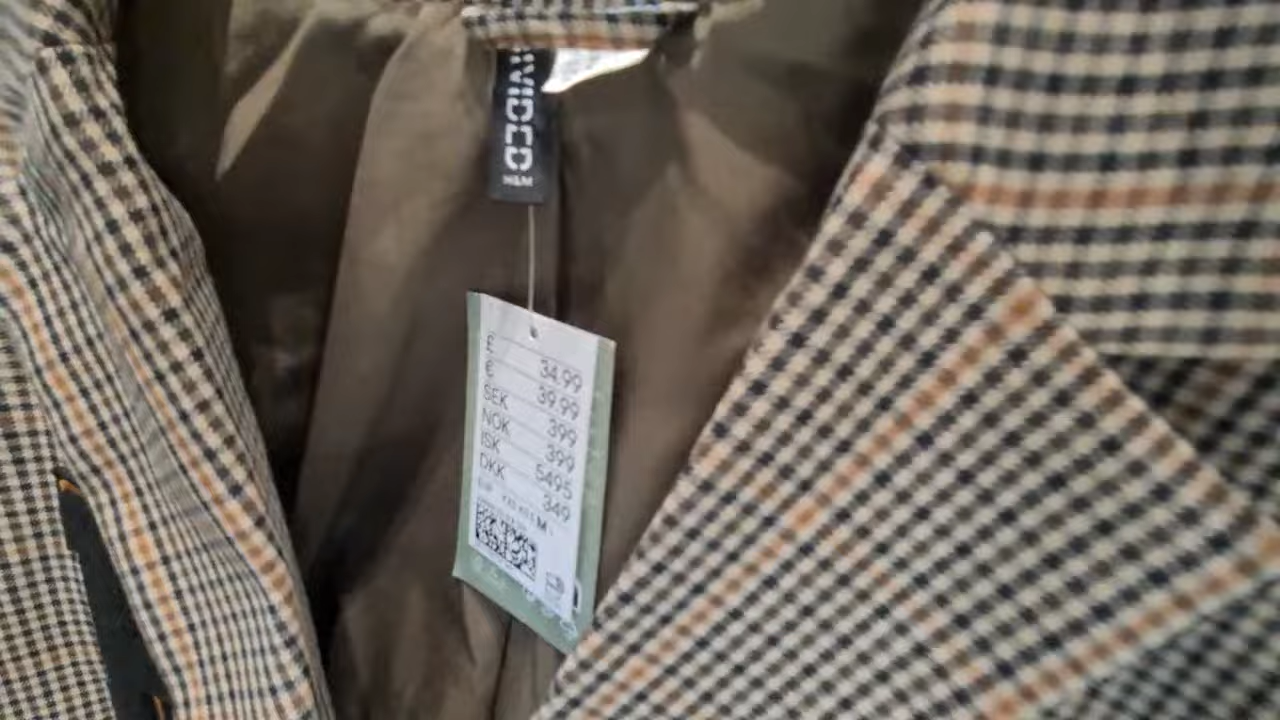 DIVIDED
H&M
£ 34.99
€ 39.99
SEK 399
NOK 399
ISK 5495
DKK 349
M